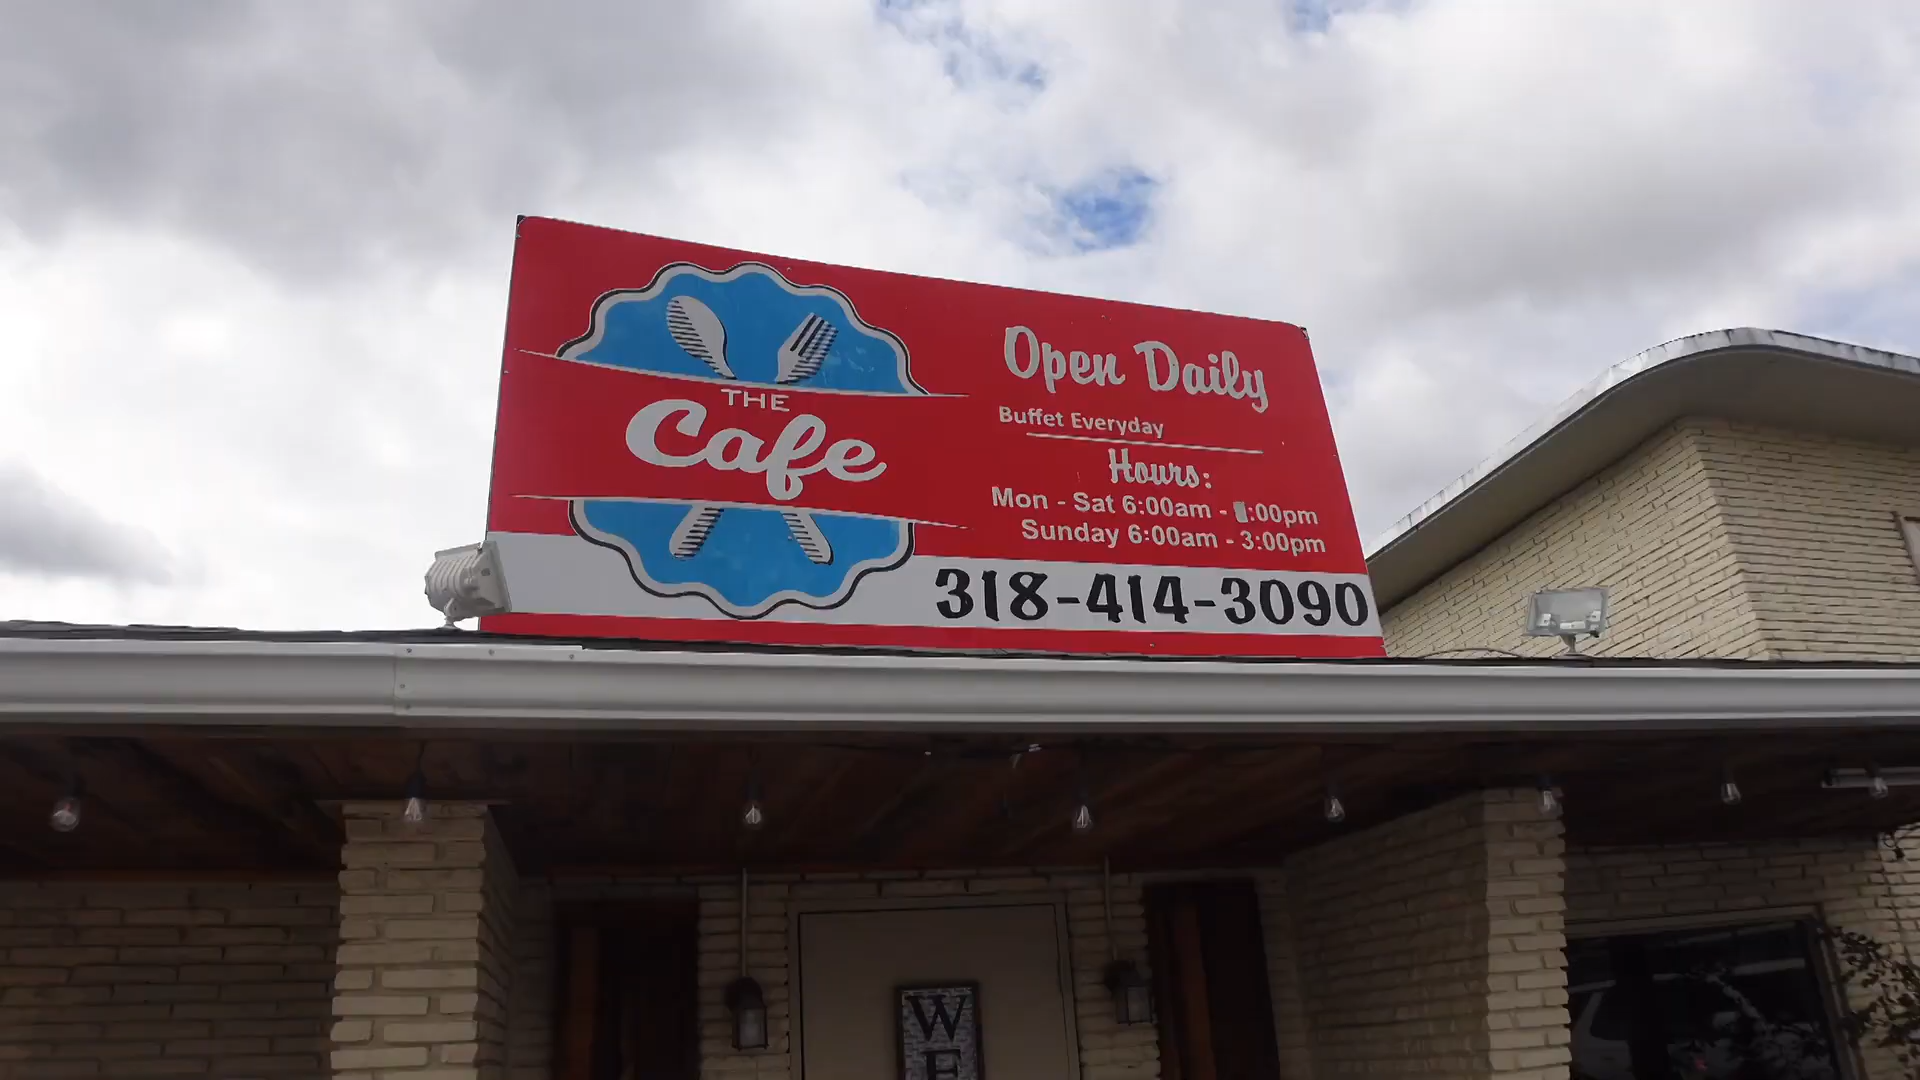 THE
Cafe
Open Daily
Buffet Everyday
Hours:
Mon - Sat 6:00am - :00pm
Sunday 6:00am - 3:00pm
318-414-3090
W
E